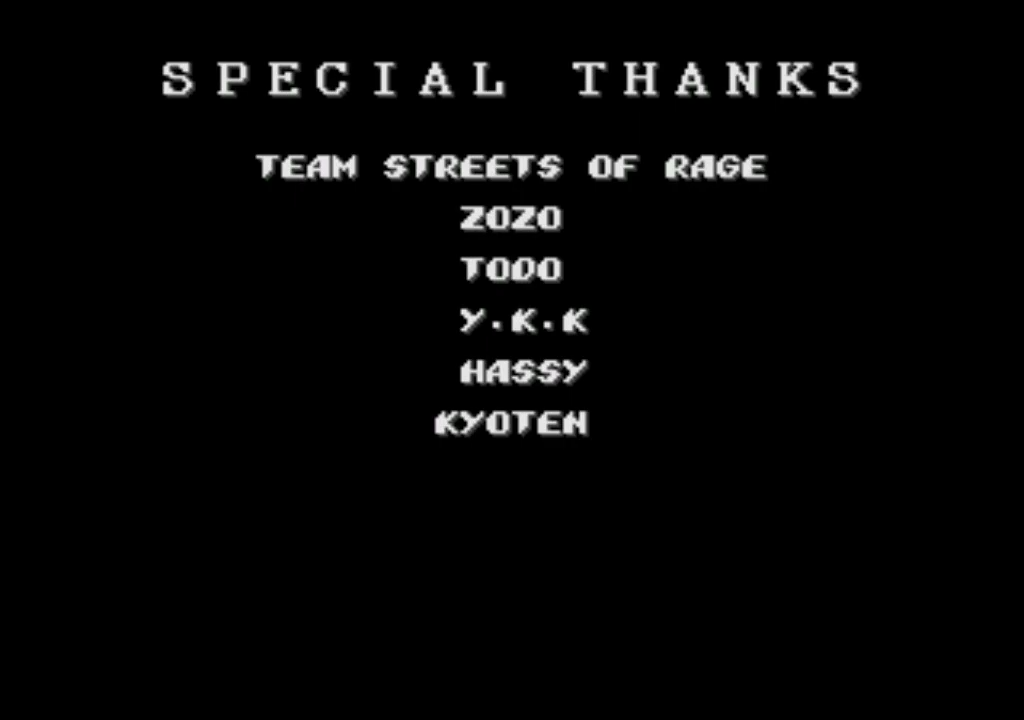 SPECIAL THANKS
TEAM STREETS OF RAGE
ZOZO
TODO
Y.K.K
HASSY
KYOTEN